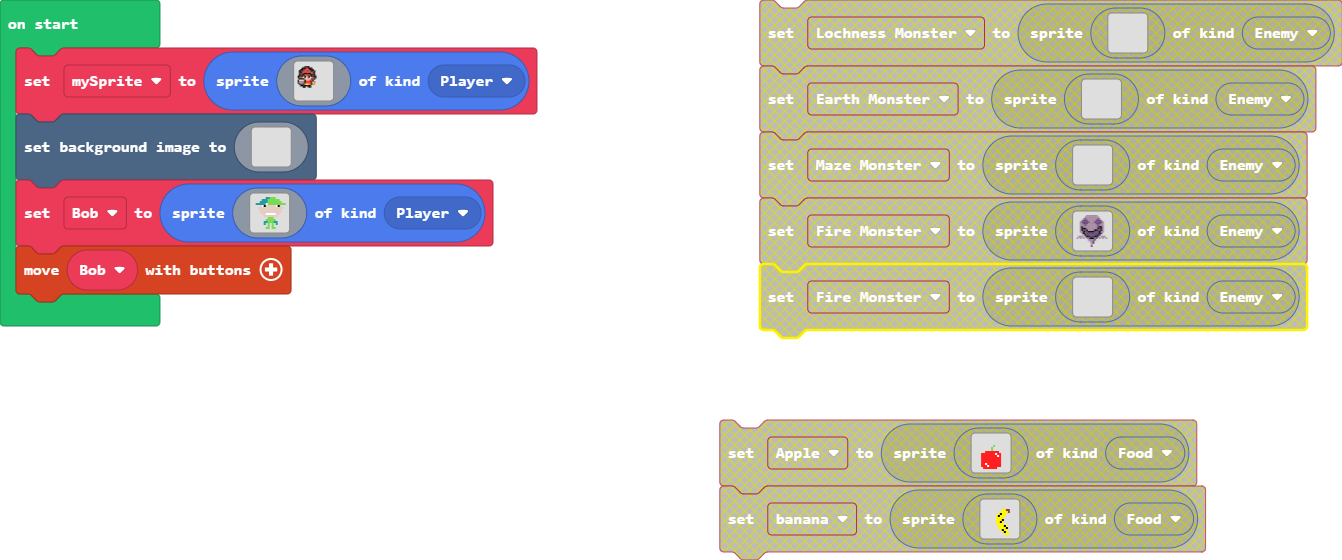 on start
set mySprite to sprite of kind Player
set background image to
set Bob to sprite of kind Player
move Bob with buttons
set Lochness Monster to sprite of kind Enemy
set Earth Monster to sprite of kind Enemy
set Maze Monster to sprite of kind Enemy
set Fire Monster to sprite of kind Enemy
set Fire Monster to sprite of kind Enemy
set Apple to sprite of kind Food
set banana to sprite of kind Food